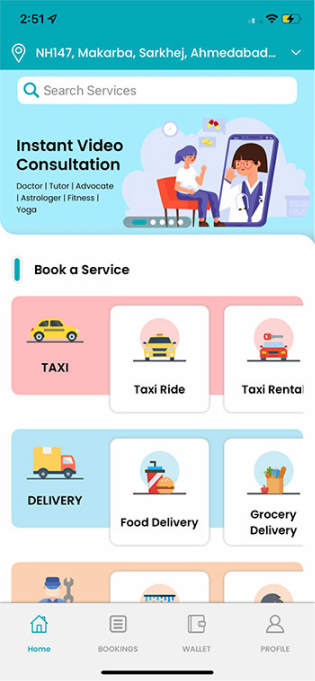 2:51
NH147, Makarba, Sarkhej, Ahmedabad...
Search Services
Instant Video
Consultation
Doctor | Tutor | Advocate
| Astrologer | Fitness |
Yoga
Book a Service
TAXI
Taxi Ride
Taxi Rental
DELIVERY
Food Delivery
Grocery
Delivery
Home
BOOKINGS
WALLET
PROFILE